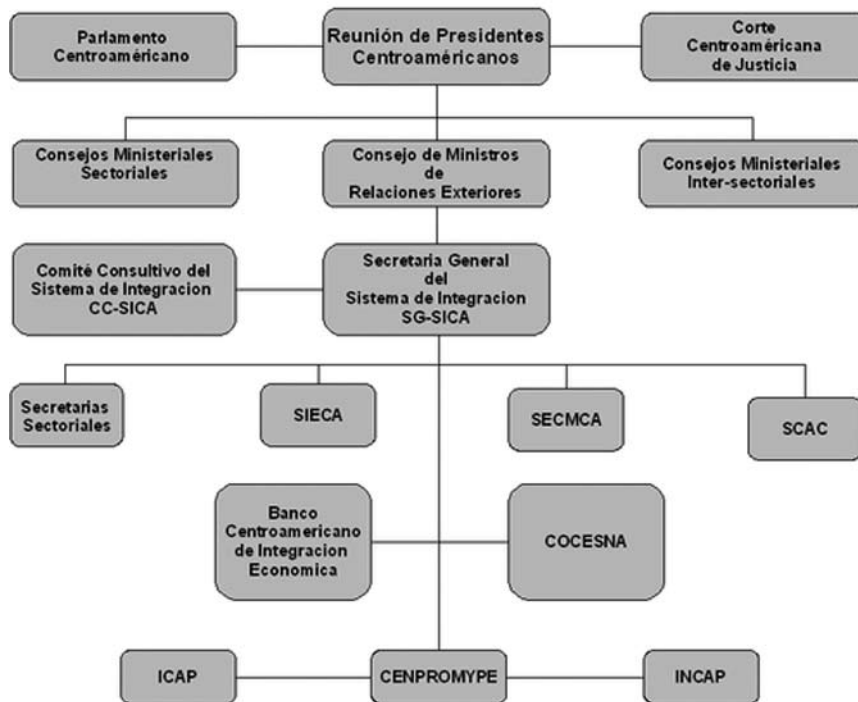 Parlamento
Centroaméricano
Reunión de Presidentes
Centroaméricanos
Corte
Centroaméricana
de Justicia
Consejos Ministeriales
Sectoriales
Consejo de Ministros
de
Relaciones Exteriores
Consejos Ministeriales
Inter-sectoriales
Comité Consultivo del
Sistema de Integracion
CC-SICA
Secretaria General
del
Sistema de Integracion
SG-SICA
Secretarias
Sectoriales
SIECA
SECMCA
SCAC
Banco
Centroamericano
de Integracion
Economica
COCESNA
ICAP
CENPROMYPE
INCAP